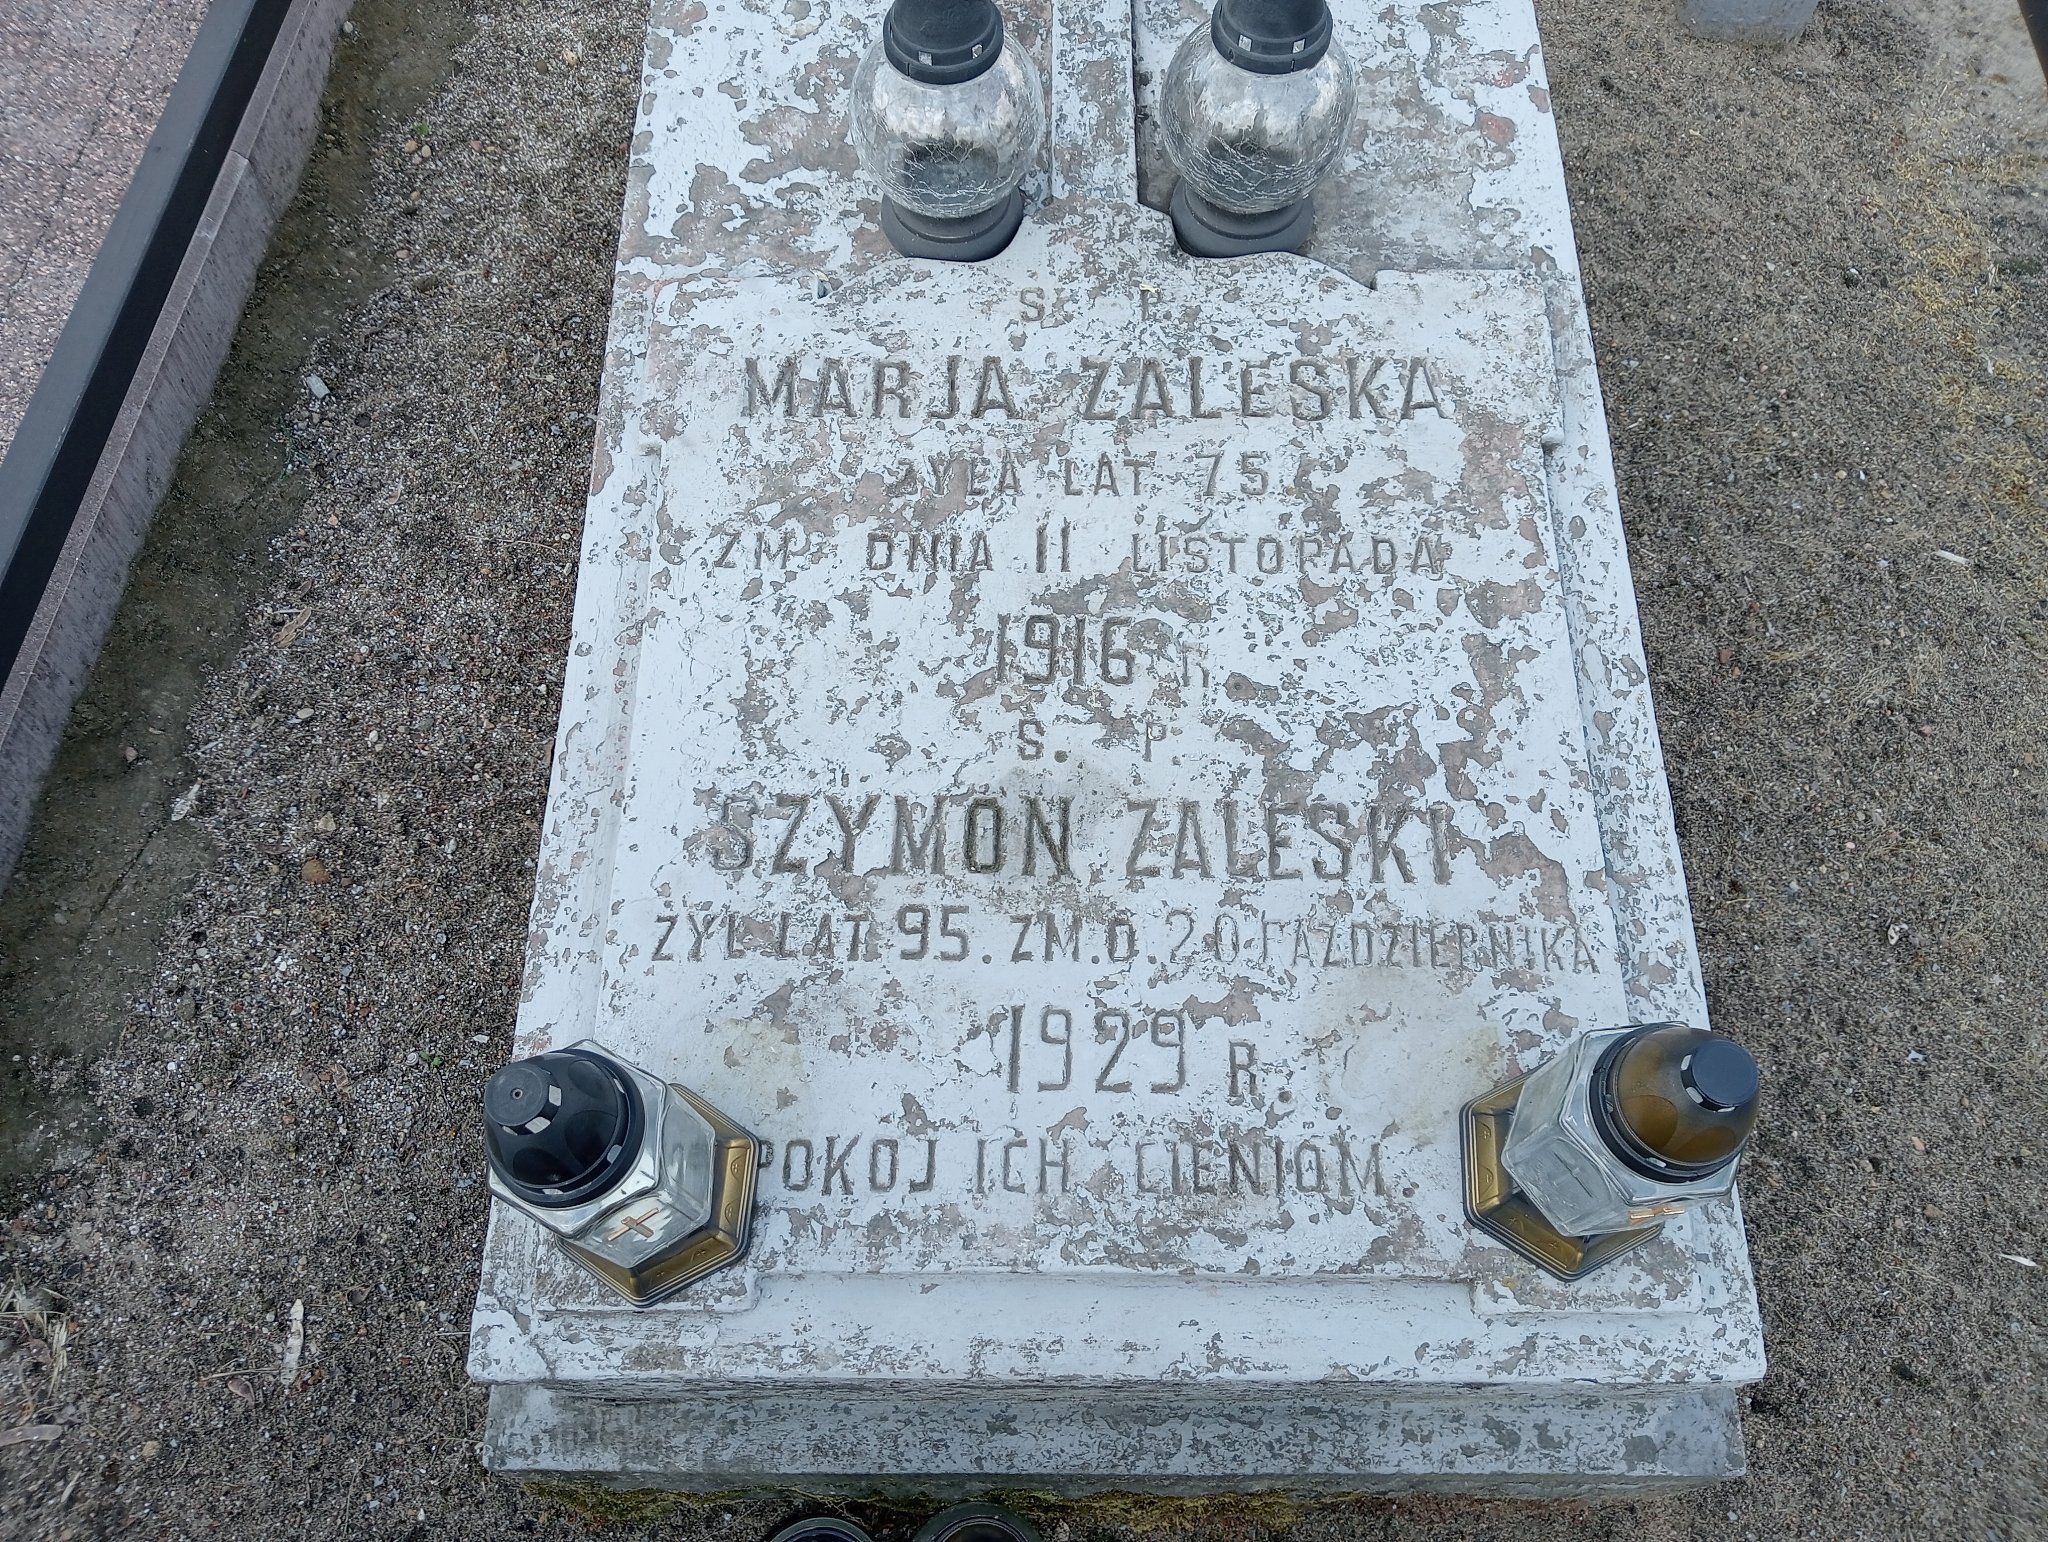 Ś. P.
MARJA ZALESKA
ŻYŁA LAT 75
ZM. DNIA 11 LISTOPADA
1916 R.
Ś. P.
SZYMON ZALESKI
ŻYŁ LAT 95. ZM. D. 20 PAŹDZIERNIKA
1929 R.
POKÓJ ICH CIENIOM.